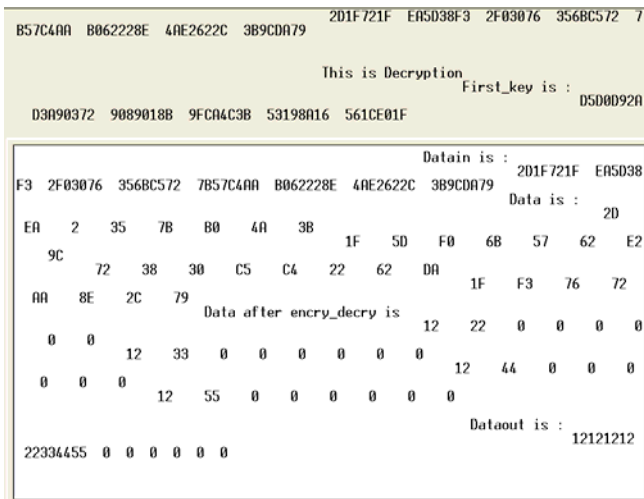 2D1F721F EA5D38F3 2F03076 356BC572 7
B57C4AA B062228E 4AE2622C 3B9CDA79
This is Decryption
First_key is :
D5D0D92A
D3A90372 9089018B 9FCA4C3B 53198A16 561CE01F
Datain is :
2D1F721F EA5D38
F3 2F03076 356BC572 7B57C4AA B062228E 4AE2622C 3B9CDA79
Data is :
2D
EA 2 35 7B B0 4A 3B
1F 5D F0 6B 57 62 E2
9C
72 38 30 C5 C4 22 62 DA
1F F3 76 72
AA 8E 2C 79
Data after encry_decry is
12 22 0 0 0 0
0 0
12 33 0 0 0 0 0 0
12 44 0 0 0
0 0 0
12 55 0 0 0 0 0 0
Dataout is :
12121212
22334455 0 0 0 0 0 0